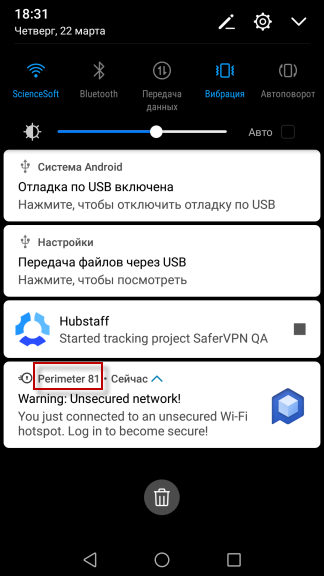 18:31
Четверг, 22 марта
ScienceSoft
Bluetooth
Передача
данных
Вибрация
Автоповорот
Авто
Система Android
Отладка по USB включена
Нажмите, чтобы отключить отладку по USB
Настройки
Передача файлов через USB
Нажмите, чтобы посмотреть
Hubstaff
Started tracking project SaferVPN QA
Perimeter 81 • Сейчас
Warning: Unsecured network!
You just connected to an unsecured Wi-Fi
hotspot. Log in to become secure!